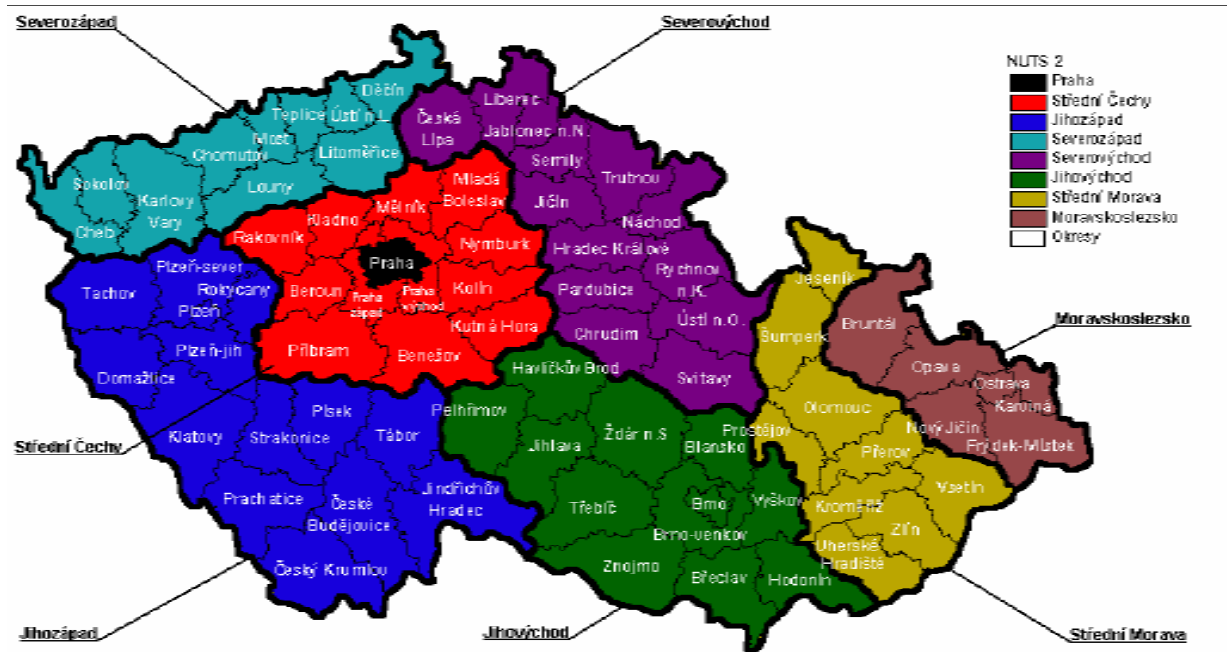 Severozápad
Severovýchod
NUTS 2
Praha
Střední Čechy
Jihozápad
Severozápad
Severovýchod
Jihovýchod
Střední Morava
Moravskoslezsko
Okresy
Děčín
Teplice
Ústí n.L.
Most
Chomutov
Litoměřice
Louny
Sokolov
Karlovy
Vary
Cheb
Česká
Lípa
Liberec
Jablonec n.N.
Semily
Trutnov
Jičín
Náchod
Hradec Králové
Rychnov
n.K.
Pardubice
Ústí n.O.
Chrudim
Svitavy
Mladá
Boleslav
Mělník
Kladno
Rakovník
Nymburk
Praha
Beroun
Praha
západ
Praha
východ
Kolín
Kutná Hora
Příbram
Benešov
Plzeň-sever
Tachov
Rokycany
Plzeň
Plzeň-jih
Domažlice
Klatovy
Písek
Strakonice
Tábor
Prachatice
České
Budějovice
Jindřichův
Hradec
Český Krumlov
Havlíčkův Brod
Pelhřimov
Jihlava
Žďár n.S
Blansko
Třebíč
Brno
Vyškov
Brno-venkov
Znojmo
Břeclav
Hodonín
Jeseník
Šumperk
Olomouc
Prostějov
Přerov
Kroměříž
Vsetín
Zlín
Uherské
Hradiště
Bruntál
Opava
Ostrava
Karviná
Nový Jičín
Frýdek-Místek
Moravskoslezsko
Střední Čechy
Jihozápad
Jihovýchod
Střední Morava